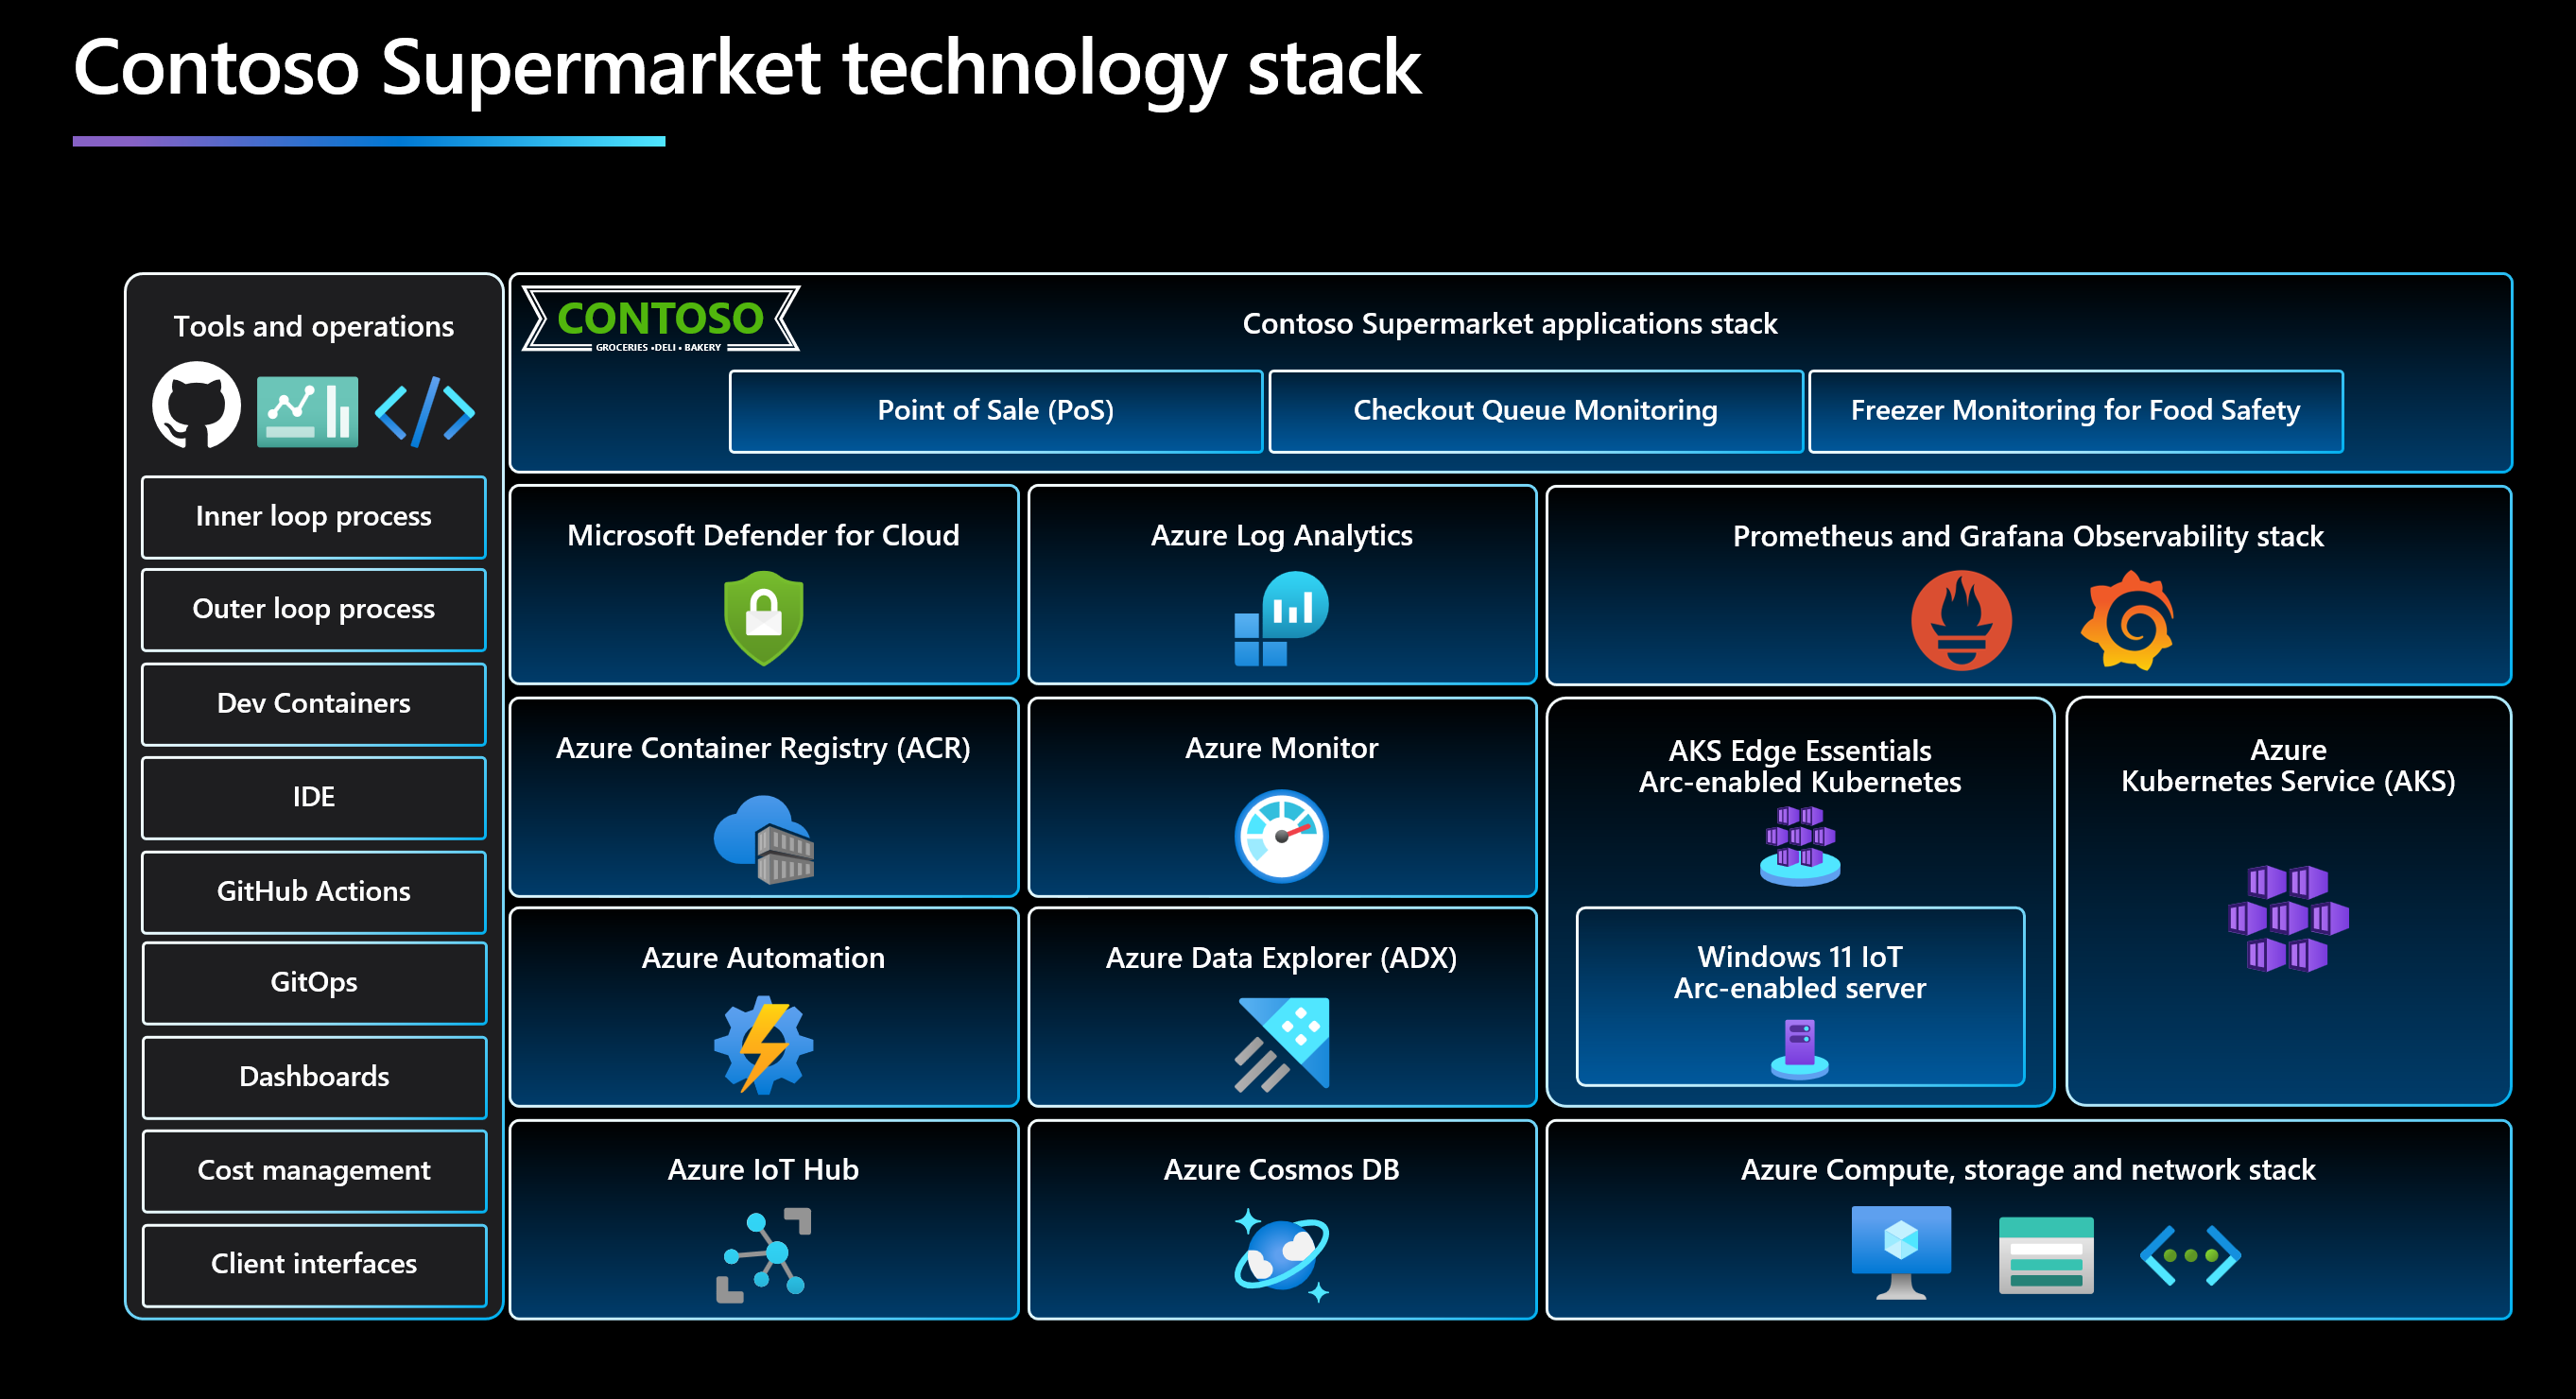 Contoso Supermarket technology stack
Tools and operations
Inner loop process
Outer loop process
Dev Containers
IDE
GitHub Actions
GitOps
Dashboards
Cost management
Client interfaces
CONTOSO
GROCERIES •DELI • BAKERY
Contoso Supermarket applications stack
Point of Sale (PoS)
Checkout Queue Monitoring
Freezer Monitoring for Food Safety
Microsoft Defender for Cloud
Azure Log Analytics
Prometheus and Grafana Observability stack
Azure Container Registry (ACR)
Azure Monitor
AKS Edge Essentials
Arc-enabled Kubernetes
Azure
Kubernetes Service (AKS)
Azure Automation
Azure Data Explorer (ADX)
Windows 11 IoT
Arc-enabled server
Azure IoT Hub
Azure Cosmos DB
Azure Compute, storage and network stack